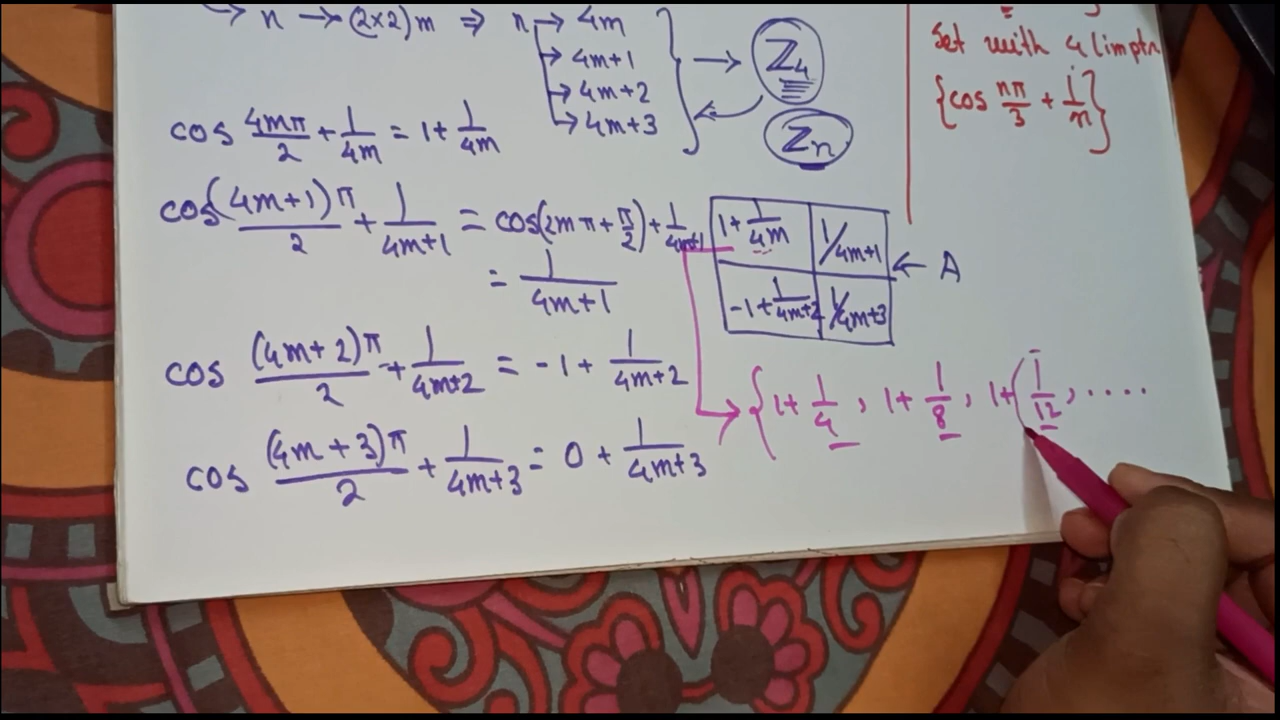 n → (2×2)m ⇒ n → 4m
→ 4m+1
→ 4m+2
→ 4m+3
Z₄
Zₙ
cos 4mπ/2 + 1/4m = 1 + 1/4m
cos (4m+1)π/2 + 1/4m+1 = cos(2mπ + π/2) + 1/4m+1
= 1/4m+1
cos (4m+2)π/2 + 1/4m+2 = -1 + 1/4m+2
cos (4m+3)π/2 + 1/4m+3 = 0 + 1/4m+3
1 + 1/4m
1/4m+1
-1 + 1/4m+2
1/4m+3
← A
{1 + 1/4, 1 + 1/8, 1 + (1/12, ....
Set with 4 limptn
{cos nπ/3 + 1/n}